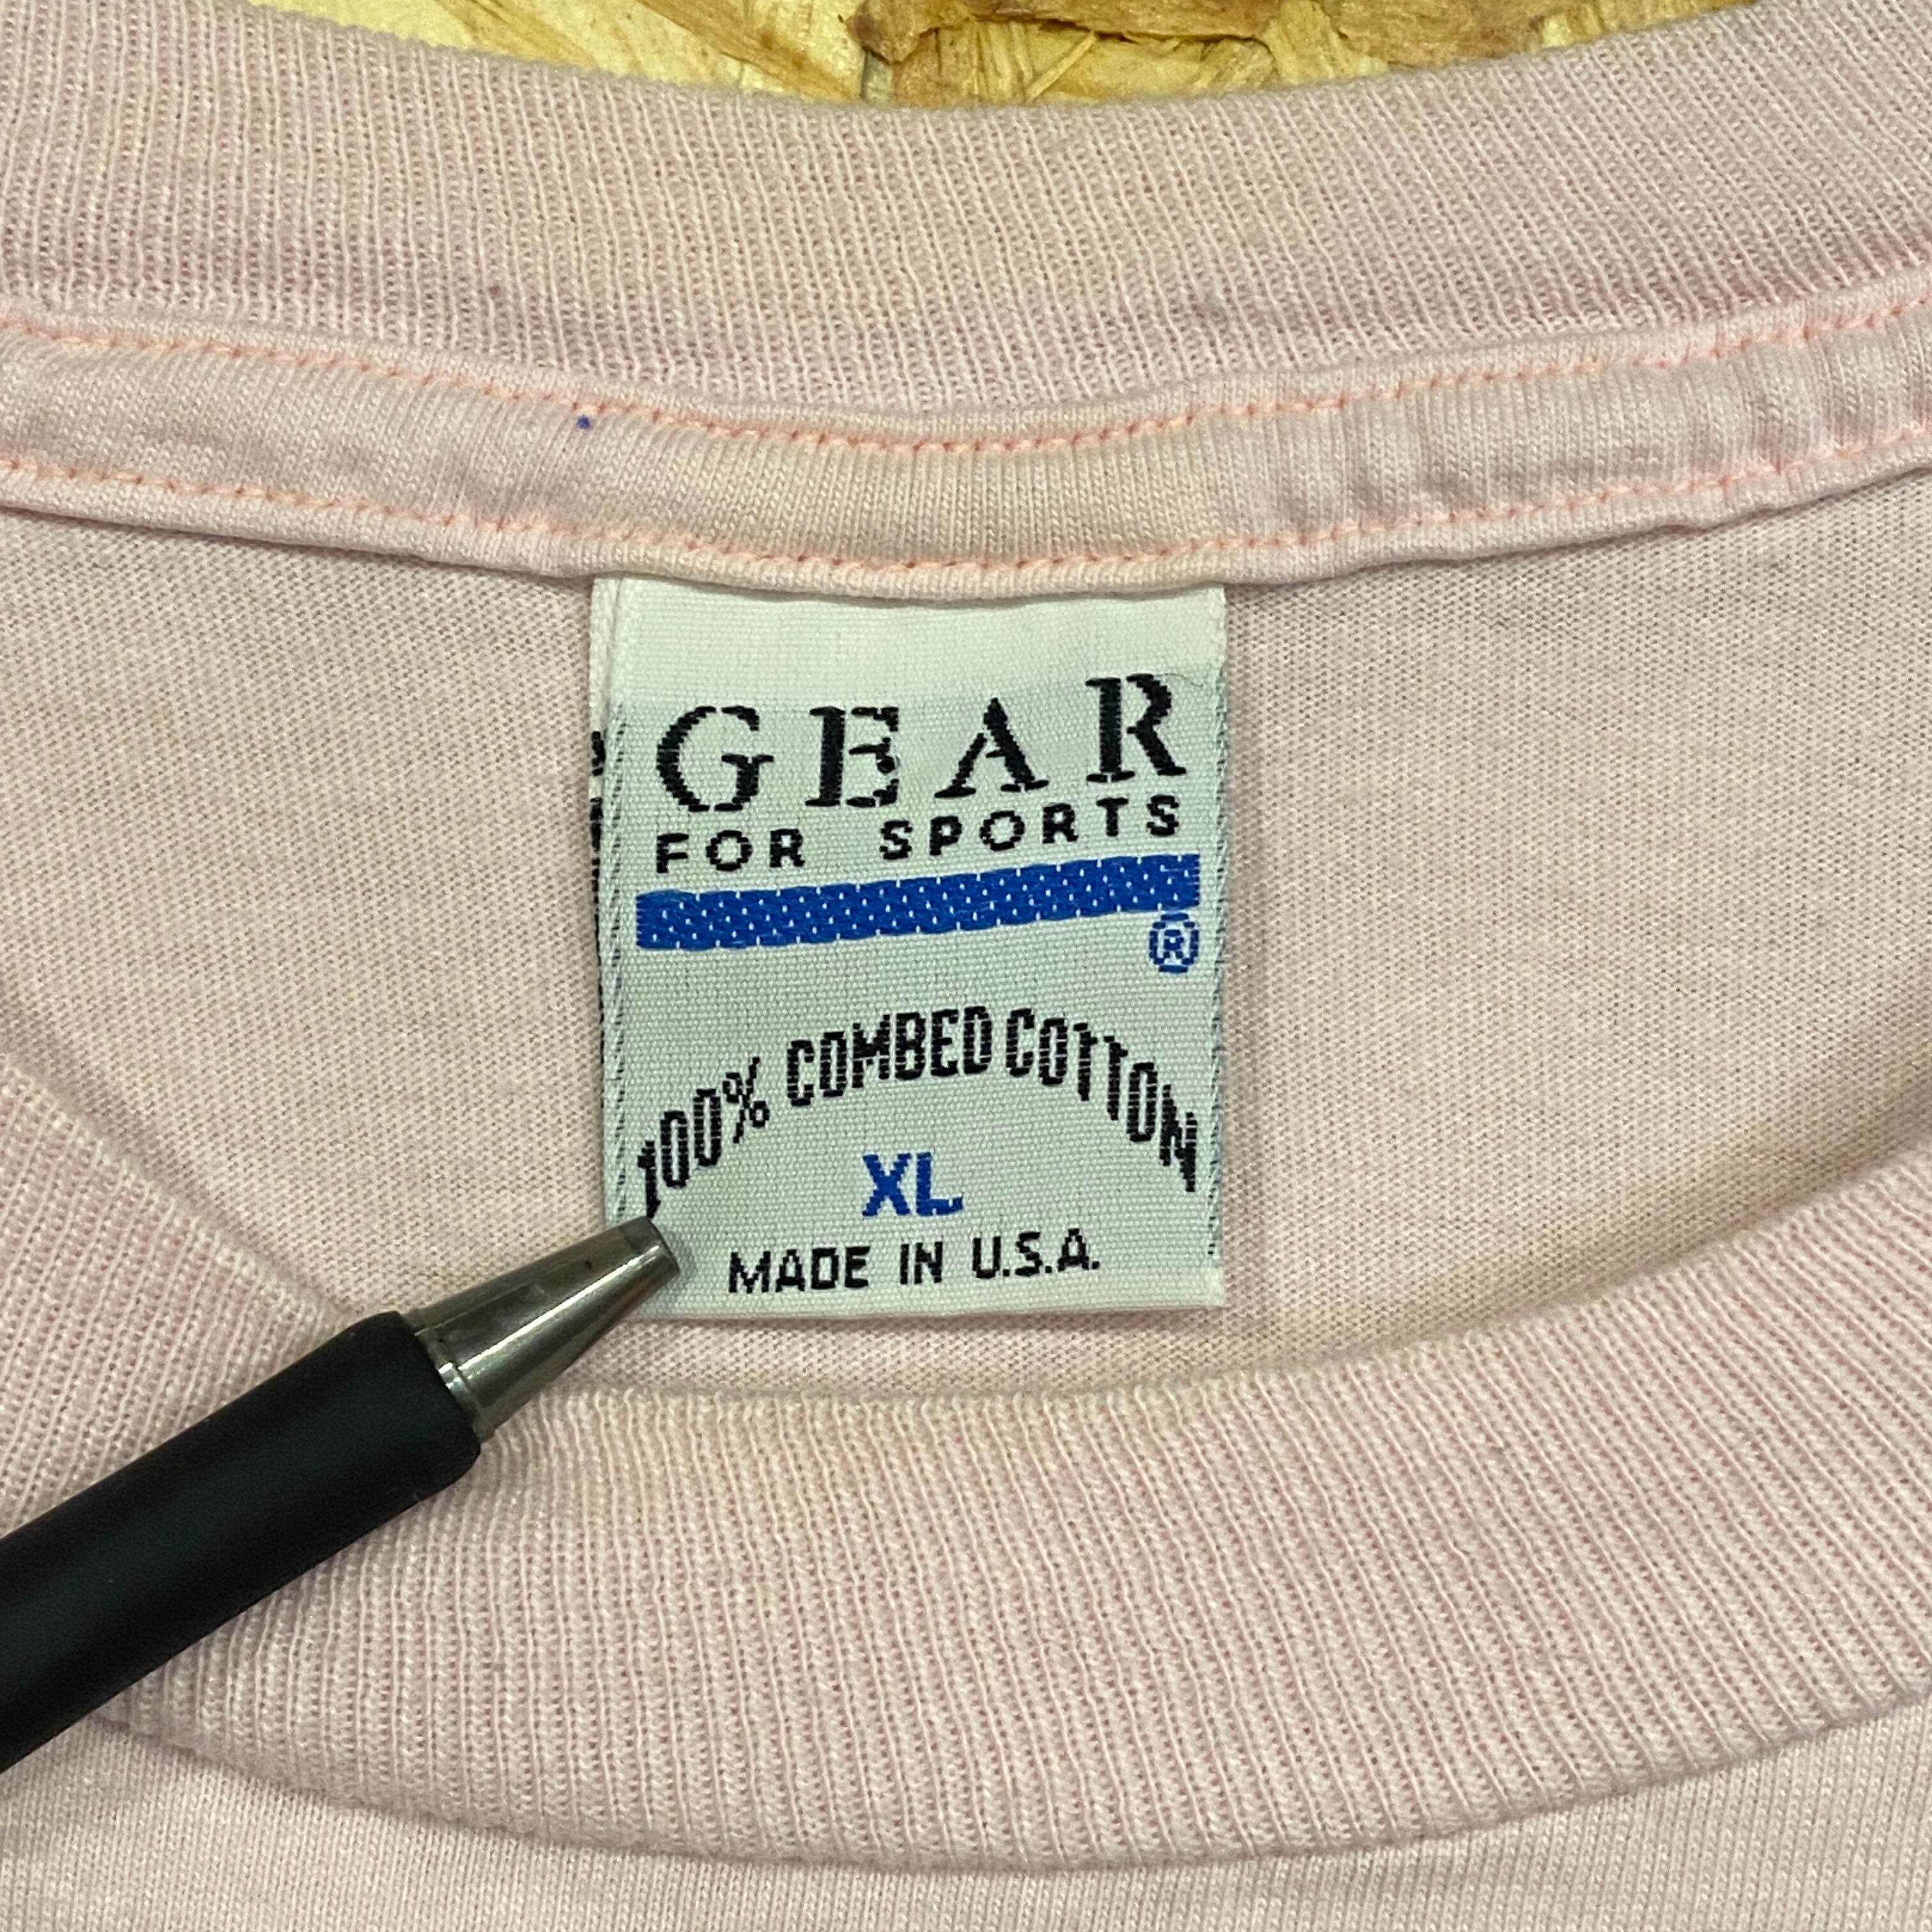 GEAR
FOR SPORTS
®
100% COMBED COTTON
XL
MADE IN U.S.A.